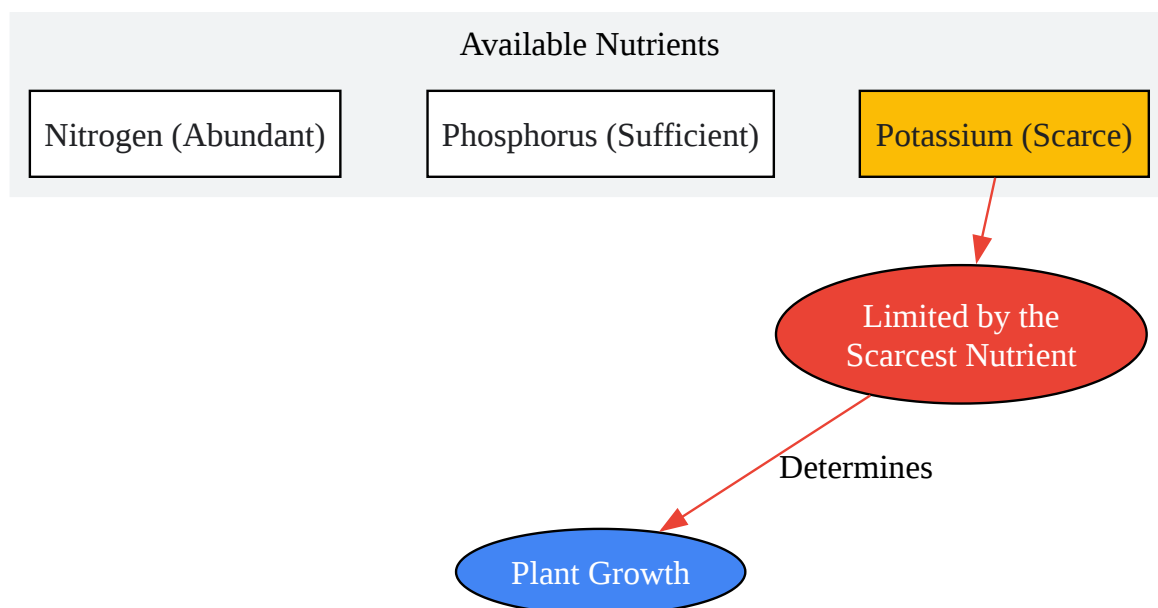 Available Nutrients
Nitrogen (Abundant)
Phosphorus (Sufficient)
Potassium (Scarce)
Limited by the
Scarcest Nutrient
Determines
Plant Growth